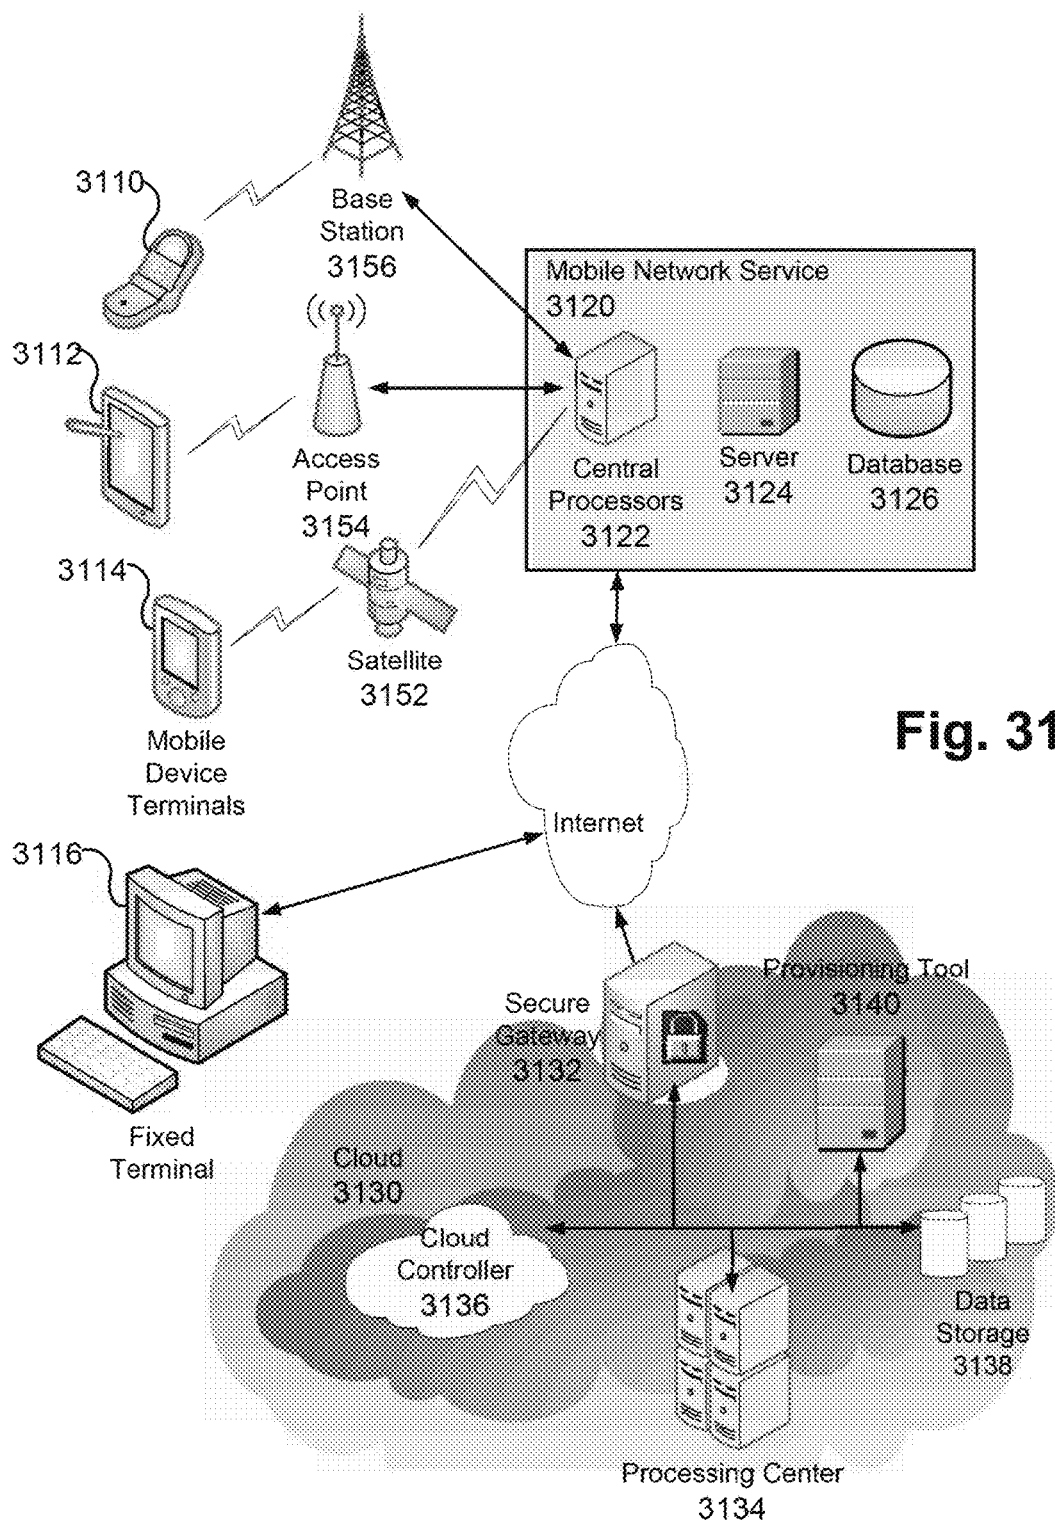 3110
Base
Station
3156
Mobile Network Service
3120
3112
Access
Point
3154
Central
Processors
3122
Server
3124
Database
3126
3114
Satellite
3152
Mobile
Device
Terminals
Fig. 31
Internet
3116
Fixed
Terminal
Secure
Gateway
3132
Provisioning Tool
3140
Cloud
3130
Cloud
Controller
3136
Data
Storage
3138
Processing Center
3134